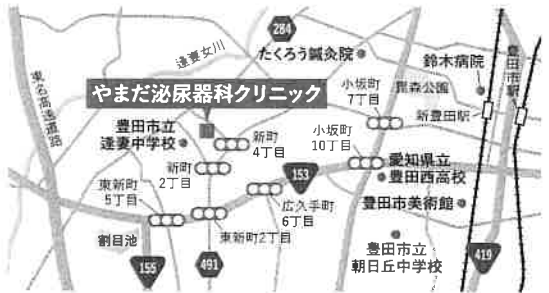 284
逢妻女川
たくろう鍼灸院
鈴木病院
豊田市駅
東名高速道路
やまだ泌尿器科クリニック
小坂町
7丁目
毘森公園
新豊田駅
豊田市立
逢妻中学校
新町
4丁目
小坂町
10丁目
愛知県立
豊田西高校
新町
2丁目
153
東新町
5丁目
広久手町
6丁目
豊田市美術館
割目池
東新町2丁目
豊田市立
朝日丘中学校
155
491
419